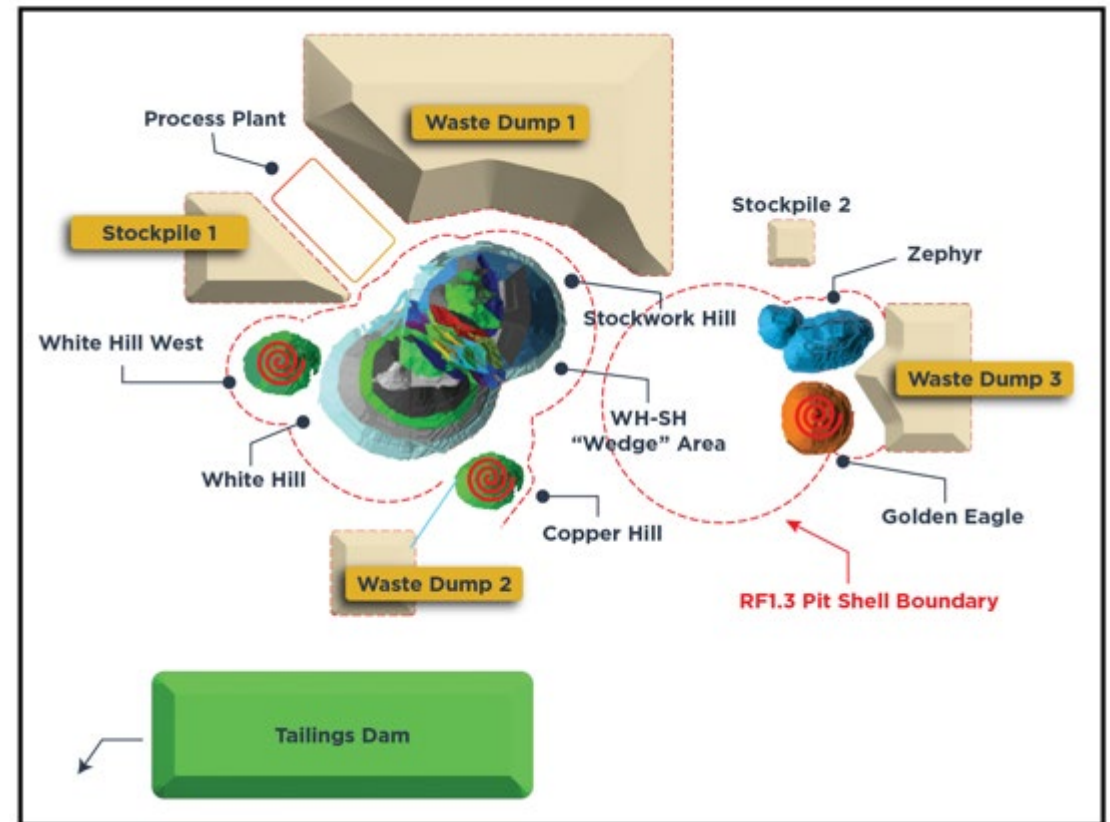 Process Plant
Waste Dump 1
Stockpile 1
Stockpile 2
Zephyr
Stockwork Hill
White Hill West
Waste Dump 3
WH-SH
“Wedge” Area
White Hill
Golden Eagle
Copper Hill
Waste Dump 2
RF1.3 Pit Shell Boundary
Tailings Dam